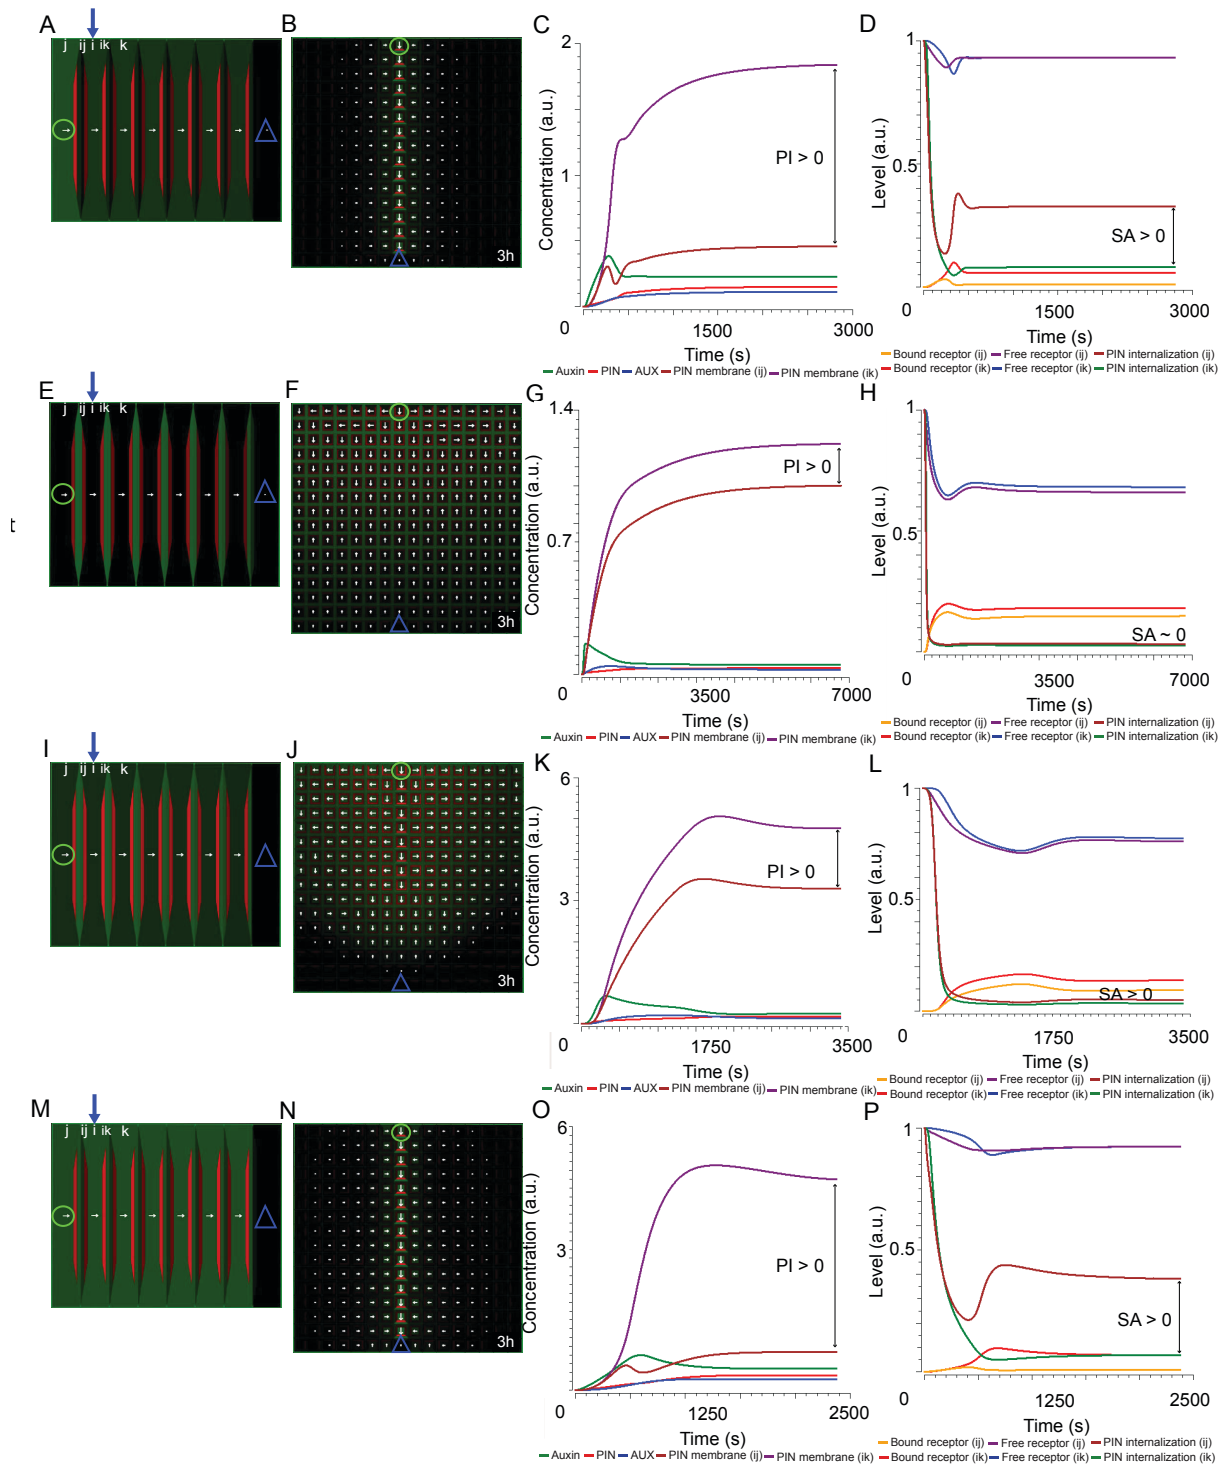 A B C D
j ij i ik k
3h
2
1
0
1500
3000
Concentration (a.u.)
Time (s)
PI > 0
Auxin PIN AUX PIN membrane (ij) PIN membrane (ik)
1
0.5
0
1500
3000
Level (a.u.)
Time (s)
SA > 0
Bound receptor (ij) Free receptor (ij) PIN internalization (ij)
Bound receptor (ik) Free receptor (ik) PIN internalization (ik)
t
E F G H
j ij i ik k
3h
1.4
0.7
0
3500
7000
Concentration (a.u.)
Time (s)
PI > 0
Auxin PIN AUX PIN membrane (ij) PIN membrane (ik)
1
0.5
0
3500
7000
Level (a.u.)
Time (s)
SA ~ 0
Bound receptor (ij) Free receptor (ij) PIN internalization (ij)
Bound receptor (ik) Free receptor (ik) PIN internalization (ik)
I J K L
j ij i ik k
3h
6
3
0
1750
3500
Concentration (a.u.)
Time (s)
PI > 0
Auxin PIN AUX PIN membrane (ij) PIN membrane (ik)
1
0.5
0
1750
3500
Level (a.u.)
Time (s)
SA > 0
Bound receptor (ij) Free receptor (ij) PIN internalization (ij)
Bound receptor (ik) Free receptor (ik) PIN internalization (ik)
M N O P
j ij i ik k
3h
6
3
0
1250
2500
Concentration (a.u.)
Time (s)
PI > 0
Auxin PIN AUX PIN membrane (ij) PIN membrane (ik)
1
0.5
0
1250
2500
Level (a.u.)
Time (s)
SA > 0
Bound receptor (ij) Free receptor (ij) PIN internalization (ij)
Bound receptor (ik) Free receptor (ik) PIN internalization (ik)